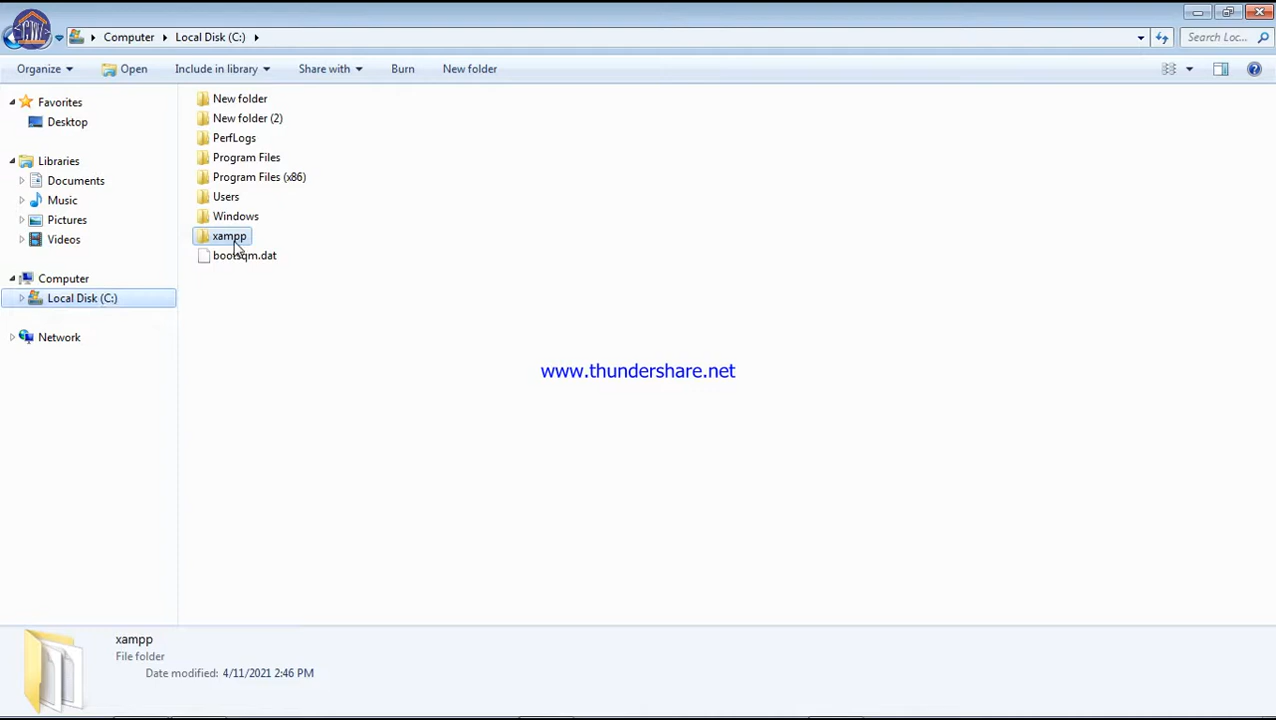 Computer Local Disk (C:) Search Loc...
Organize Open Include in library Share with Burn New folder
Favorites
Desktop
Libraries
Documents
Music
Pictures
Videos
Computer
Local Disk (C:)
Network
New folder
New folder (2)
PerfLogs
Program Files
Program Files (x86)
Users
Windows
xampp
bootsqm.dat
www.thundershare.net
xampp
File folder
Date modified: 4/11/2021 2:46 PM